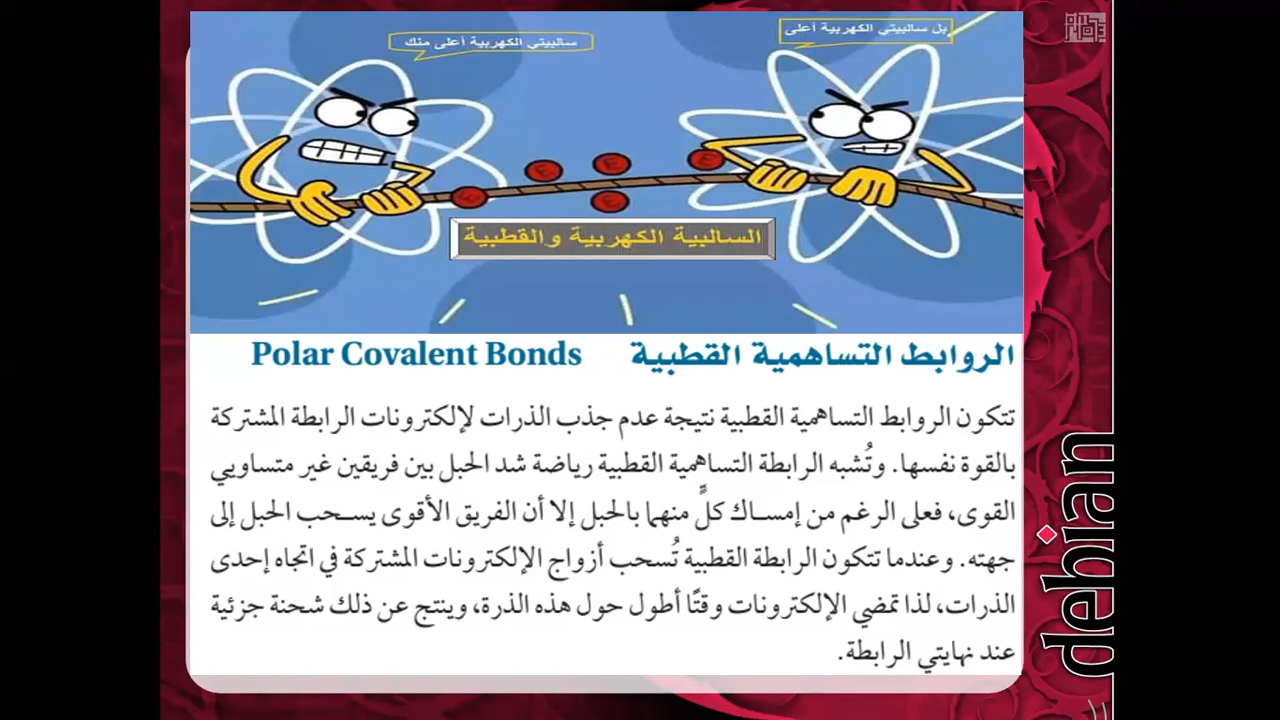 سالبيتي الكهربية أعلى منك
بل سالبيتي الكهربية أعلى
E
E
E
E
السالبية الكهربية والقطبية
الروابط التساهمية القطبية Polar Covalent Bonds
تتكون الروابط التساهمية القطبية نتيجة عدم جذب الذرات لإلكترونات الرابطة المشتركة
بالقوة نفسها. وتُشبه الرابطة التساهمية القطبية رياضة شد الحبل بين فريقين غير متساويي
القوى، فعلى الرغم من إمساك كلٍّ منهما بالحبل إلا أن الفريق الأقوى يسحب الحبل إلى
جهته. وعندما تتكون الرابطة القطبية تُسحب أزواج الإلكترونات المشتركة في اتجاه إحدى
الذرات، لذا تمضي الإلكترونات وقتًا أطول حول هذه الذرة، وينتج عن ذلك شحنة جزئية
عند نهايتي الرابطة.
debian